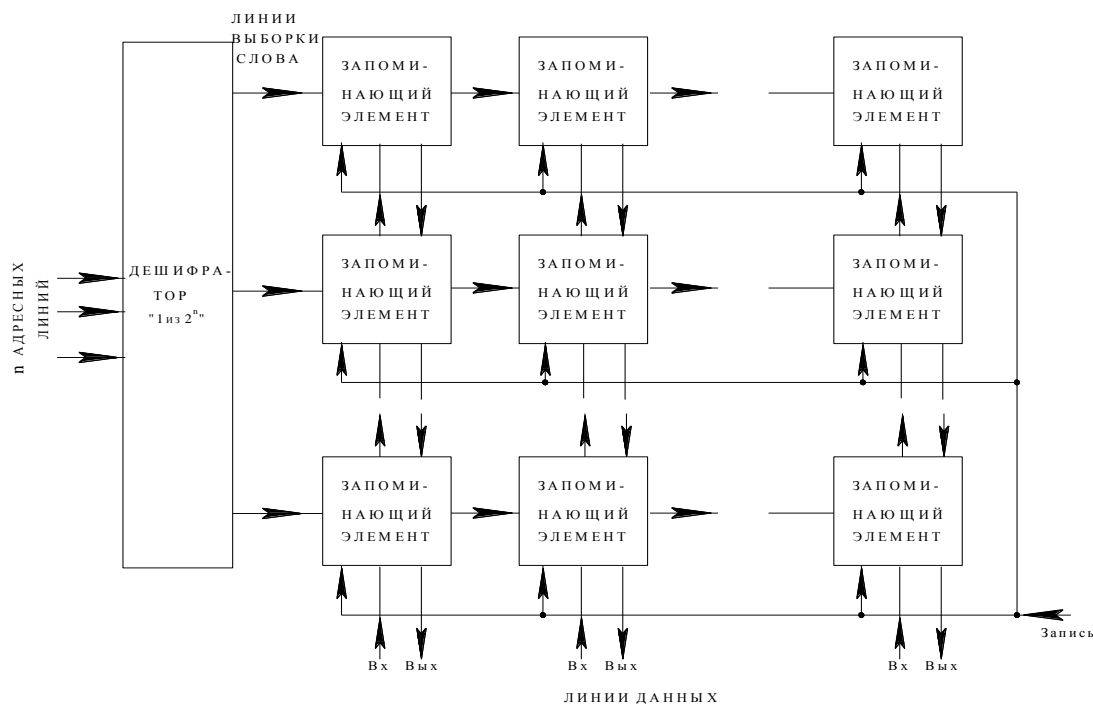 ЛИНИИ
ВЫБОРКИ
СЛОВА
ЗАПОМИ-
НАЮЩИЙ
ЭЛЕМЕНТ
ЗАПОМИ-
НАЮЩИЙ
ЭЛЕМЕНТ
ЗАПОМИ-
НАЮЩИЙ
ЭЛЕМЕНТ
n АДРЕСНЫХ
ЛИНИЙ
ДЕШИФРА-
ТОР
"1 из 2ⁿ"
ЗАПОМИ-
НАЮЩИЙ
ЭЛЕМЕНТ
ЗАПОМИ-
НАЮЩИЙ
ЭЛЕМЕНТ
ЗАПОМИ-
НАЮЩИЙ
ЭЛЕМЕНТ
ЗАПОМИ-
НАЮЩИЙ
ЭЛЕМЕНТ
ЗАПОМИ-
НАЮЩИЙ
ЭЛЕМЕНТ
ЗАПОМИ-
НАЮЩИЙ
ЭЛЕМЕНТ
Запись
Вх Вых Вх Вых Вх Вых
ЛИНИИ ДАННЫХ